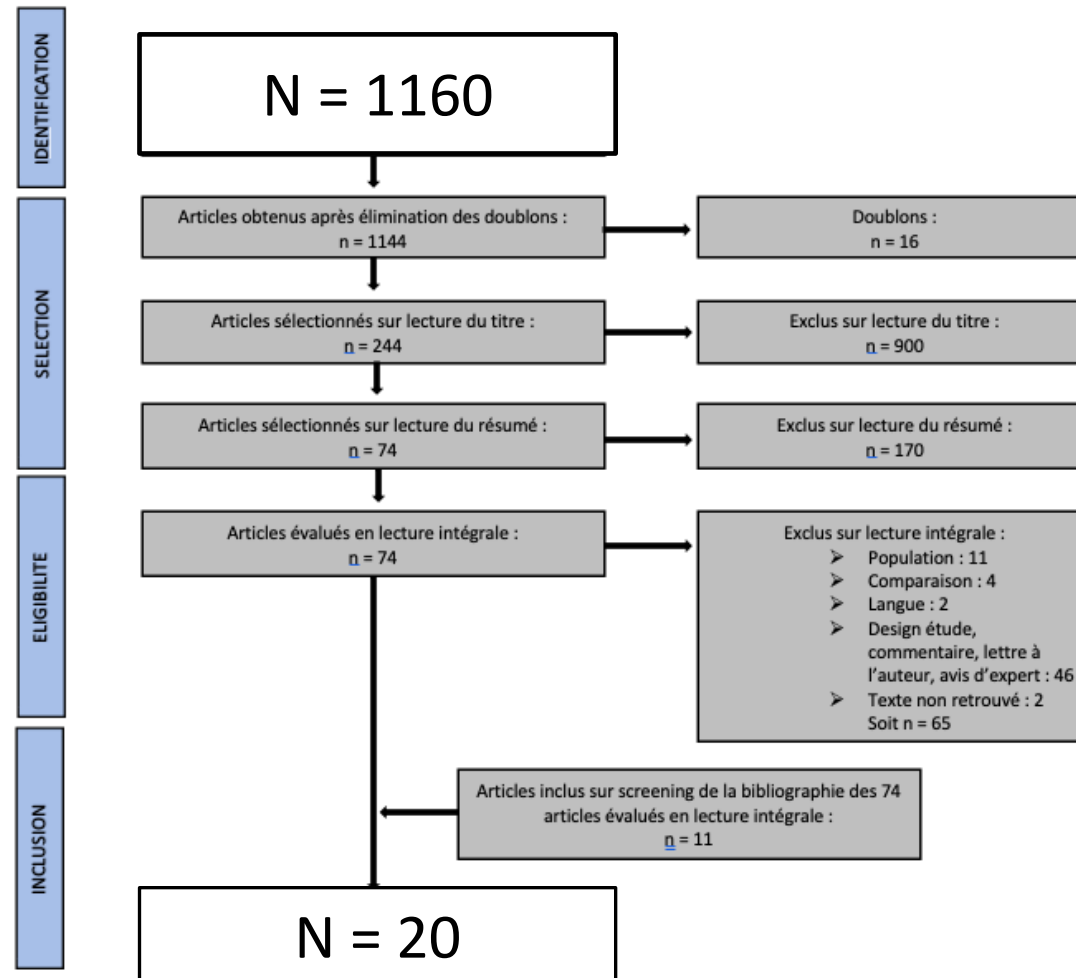 IDENTIFICATION
N = 1160
SELECTION
Articles obtenus après élimination des doublons :
n = 1144
Doublons :
n = 16
Articles sélectionnés sur lecture du titre :
n = 244
Exclus sur lecture du titre :
n = 900
Articles sélectionnés sur lecture du résumé :
n = 74
Exclus sur lecture du résumé :
n = 170
ELIGIBILITE
Articles évalués en lecture intégrale :
n = 74
Exclus sur lecture intégrale :
➢ Population : 11
➢ Comparaison : 4
➢ Langue : 2
➢ Design étude,
commentaire, lettre à
l'auteur, avis d'expert : 46
➢ Texte non retrouvé : 2
Soit n = 65
INCLUSION
Articles inclus sur screening de la bibliographie des 74
articles évalués en lecture intégrale :
n = 11
N = 20